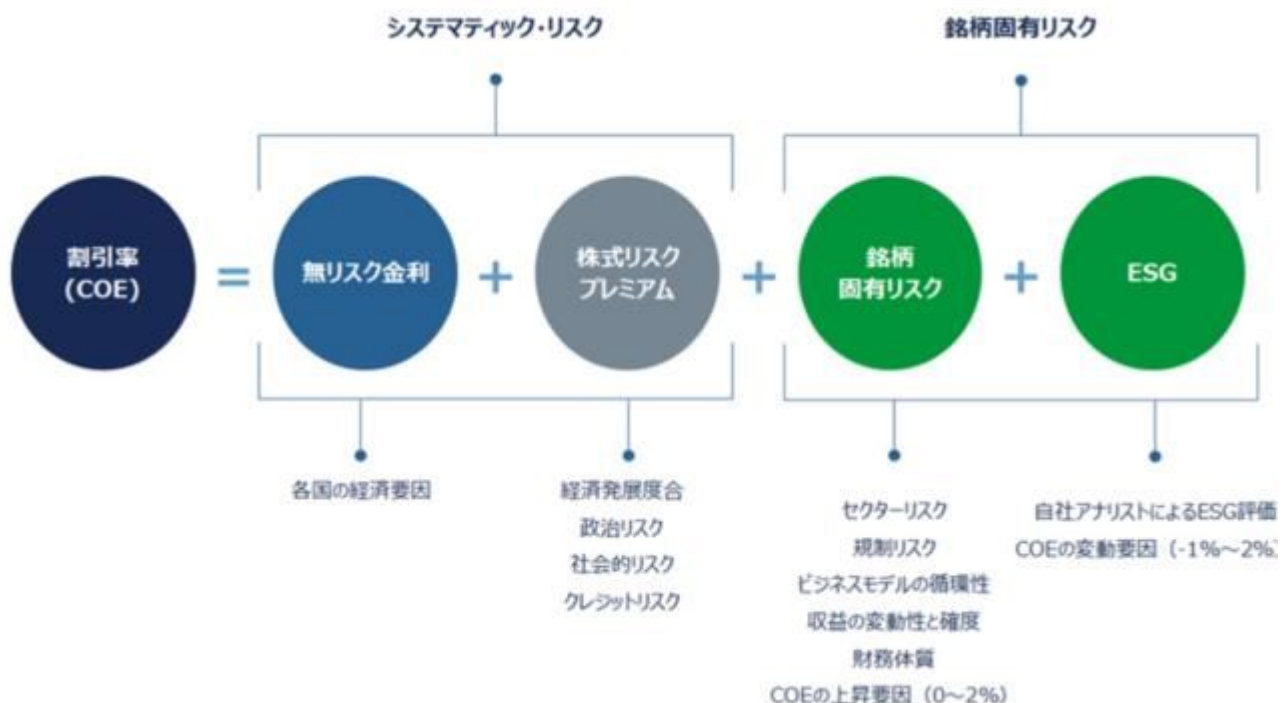 システマティック・リスク
銘柄固有リスク
割引率
(COE)
=
無リスク金利
+
株式リスク
プレミアム
+
銘柄
固有リスク
+
ESG
各国の経済要因
経済発展度合
政治リスク
社会的リスク
クレジットリスク
セクターリスク
規制リスク
ビジネスモデルの循環性
収益の変動性と確度
財務体質
COEの上昇要因（0～2%）
自社アナリストによるESG評価
COEの変動要因（-1%～2%）